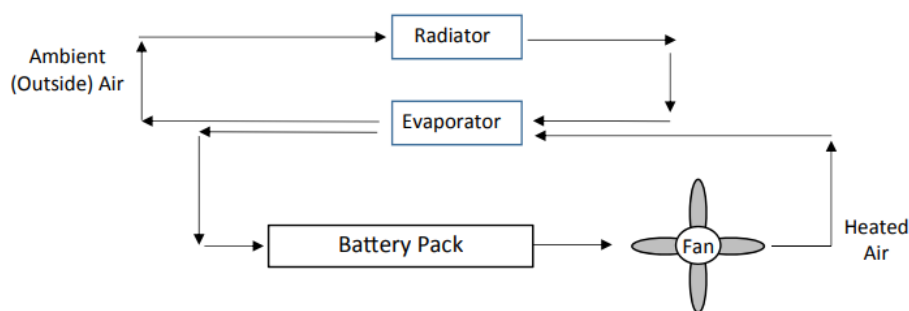 Radiator
Ambient
(Outside) Air
Evaporator
Battery Pack
Fan
Heated
Air